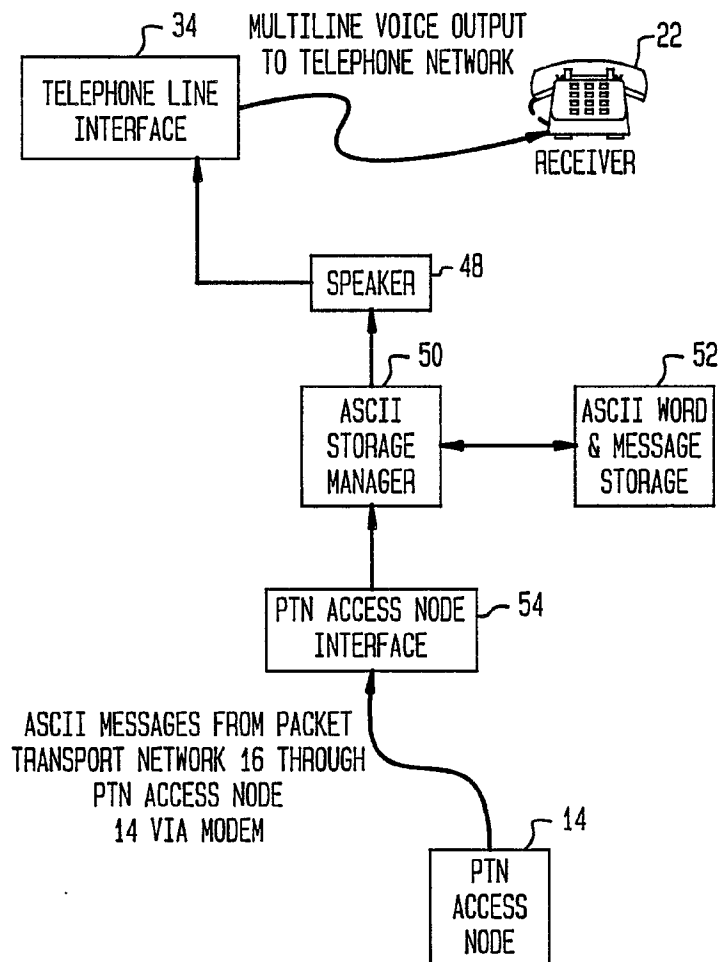 34
MULTILINE VOICE OUTPUT
TO TELEPHONE NETWORK
22
TELEPHONE LINE
INTERFACE
RECEIVER
SPEAKER
48
50
52
ASCII
STORAGE
MANAGER
ASCII WORD
& MESSAGE
STORAGE
PTN ACCESS NODE
INTERFACE
54
ASCII MESSAGES FROM PACKET
TRANSPORT NETWORK 16 THROUGH
PTN ACCESS NODE
14 VIA MODEM
14
PTN
ACCESS
NODE